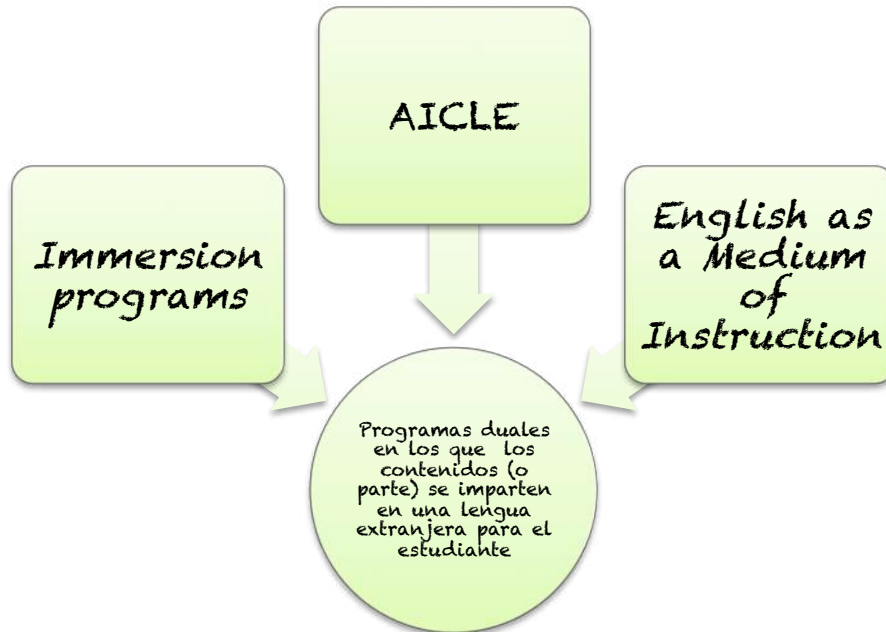 AICLE
Immersion
programs
English as
a Medium
of
Instruction
Programas duales
en los que los
contenidos (o
parte) se imparten
en una lengua
extranjera para el
estudiante